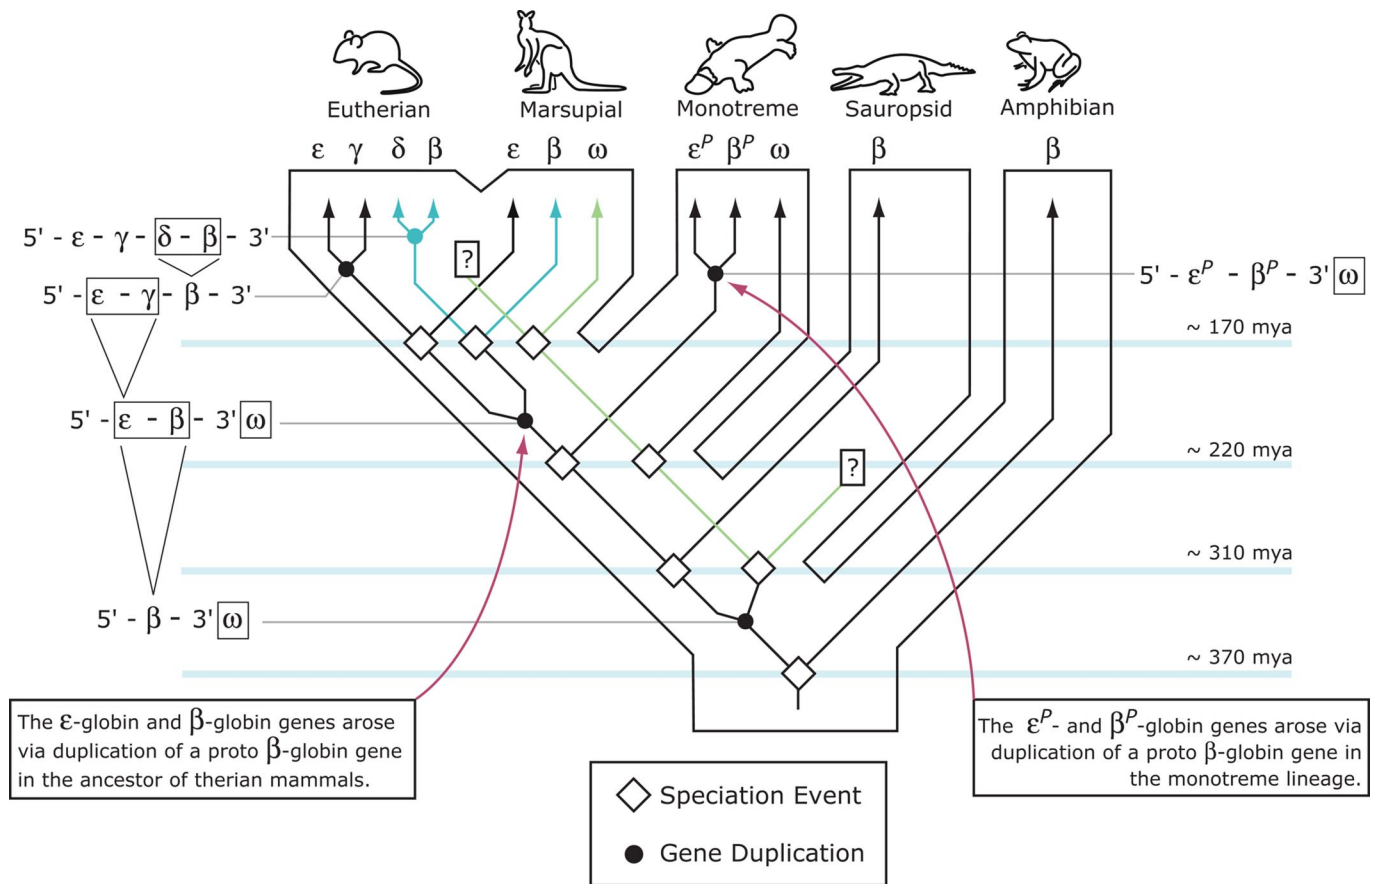 Eutherian Marsupial Monotreme Sauropsid Amphibian
ε γ δ β ε β ω εᴾ βᴾ ω β β
5' - ε - γ - δ - β - 3'
?
5' - ε - γ - β - 3'
5' - εᴾ - βᴾ - 3' ω
~ 170 mya
5' - ε - β - 3' ω
~ 220 mya
?
~ 310 mya
5' - β - 3' ω
~ 370 mya
The ε-globin and β-globin genes arose
via duplication of a proto β-globin gene
in the ancestor of therian mammals.
The εᴾ- and βᴾ-globin genes arose via
duplication of a proto β-globin gene in
the monotreme lineage.
Speciation Event
Gene Duplication